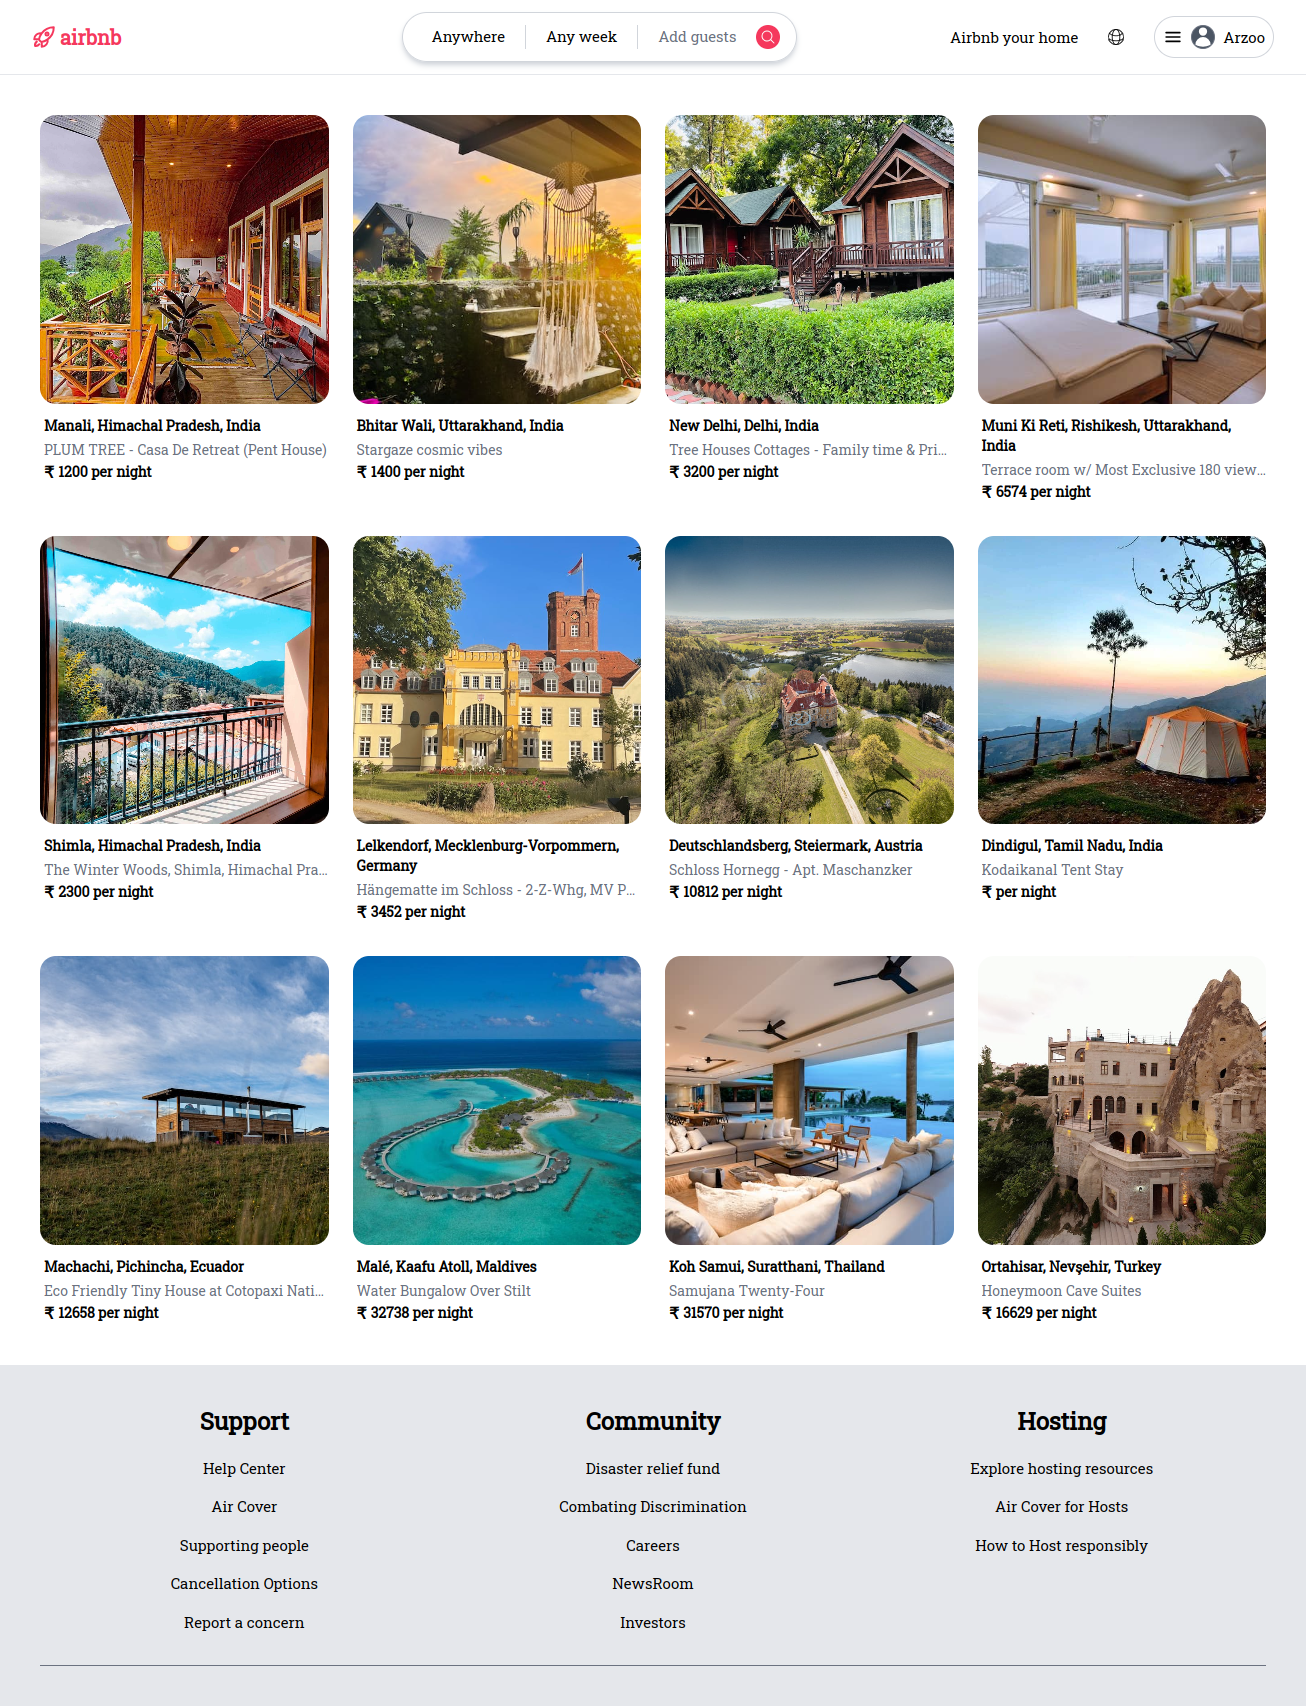 airbnb
Anywhere
Any week
Add guests
Airbnb your home
Arzoo
Manali, Himachal Pradesh, India
PLUM TREE - Casa De Retreat (Pent House)
₹ 1200 per night
Bhitar Wali, Uttarakhand, India
Stargaze cosmic vibes
₹ 1400 per night
New Delhi, Delhi, India
Tree Houses Cottages - Family time & Pri...
₹ 3200 per night
Muni Ki Reti, Rishikesh, Uttarakhand,
India
Terrace room w/ Most Exclusive 180 view...
₹ 6574 per night
Shimla, Himachal Pradesh, India
The Winter Woods, Shimla, Himachal Pra...
₹ 2300 per night
Lelkendorf, Mecklenburg-Vorpommern,
Germany
Hängematte im Schloss - 2-Z-Whg, MV P...
₹ 3452 per night
Deutschlandsberg, Steiermark, Austria
Schloss Hornegg - Apt. Maschanzker
₹ 10812 per night
Dindigul, Tamil Nadu, India
Kodaikanal Tent Stay
₹ per night
Machachi, Pichincha, Ecuador
Eco Friendly Tiny House at Cotopaxi Nati...
₹ 12658 per night
Malé, Kaafu Atoll, Maldives
Water Bungalow Over Stilt
₹ 32738 per night
Koh Samui, Suratthani, Thailand
Samujana Twenty-Four
₹ 31570 per night
Ortahisar, Nevşehir, Turkey
Honeymoon Cave Suites
₹ 16629 per night
Support
Help Center
Air Cover
Supporting people
Cancellation Options
Report a concern
Community
Disaster relief fund
Combating Discrimination
Careers
NewsRoom
Investors
Hosting
Explore hosting resources
Air Cover for Hosts
How to Host responsibly